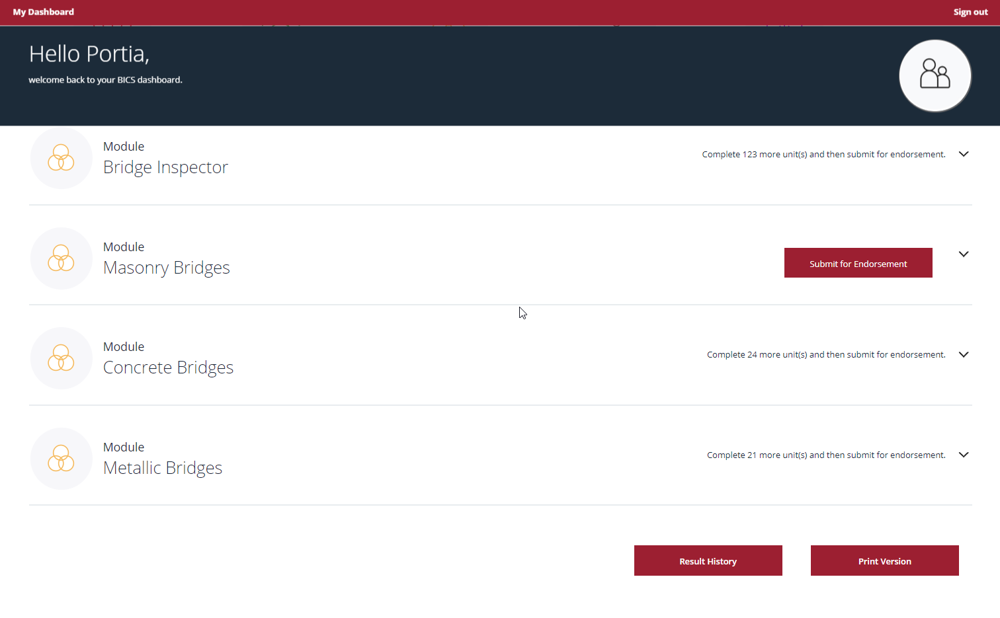 My Dashboard
Sign out
Hello Portia,
welcome back to your BICS dashboard.
Module
Bridge Inspector
Complete 123 more unit(s) and then submit for endorsement.
Module
Masonry Bridges
Submit for Endorsement
Module
Concrete Bridges
Complete 24 more unit(s) and then submit for endorsement.
Module
Metallic Bridges
Complete 21 more unit(s) and then submit for endorsement.
Result History
Print Version